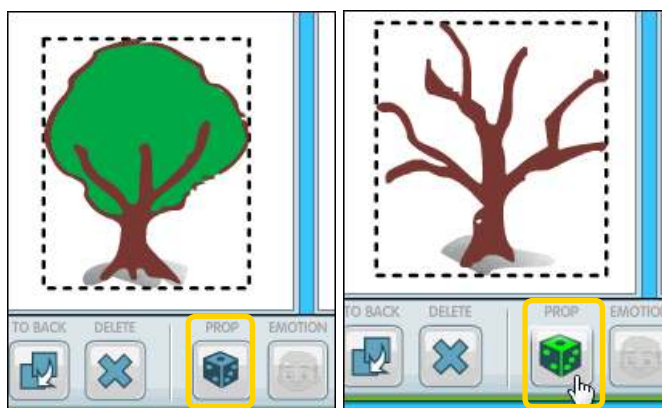 TO BACK DELETE PROP EMOTION
TO BACK DELETE PROP EMOTIO